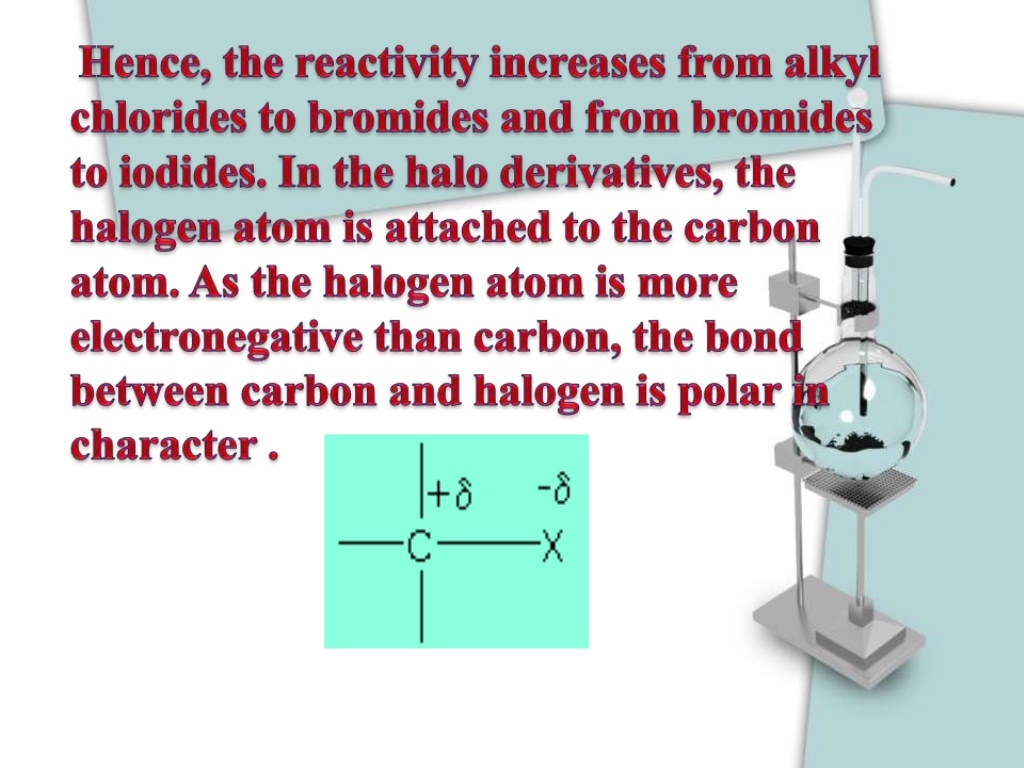 Hence, the reactivity increases from alkyl
chlorides to bromides and from bromides
to iodides. In the halo derivatives, the
halogen atom is attached to the carbon
atom. As the halogen atom is more
electronegative than carbon, the bond
between carbon and halogen is polar in
character .
+δ -δ
C X